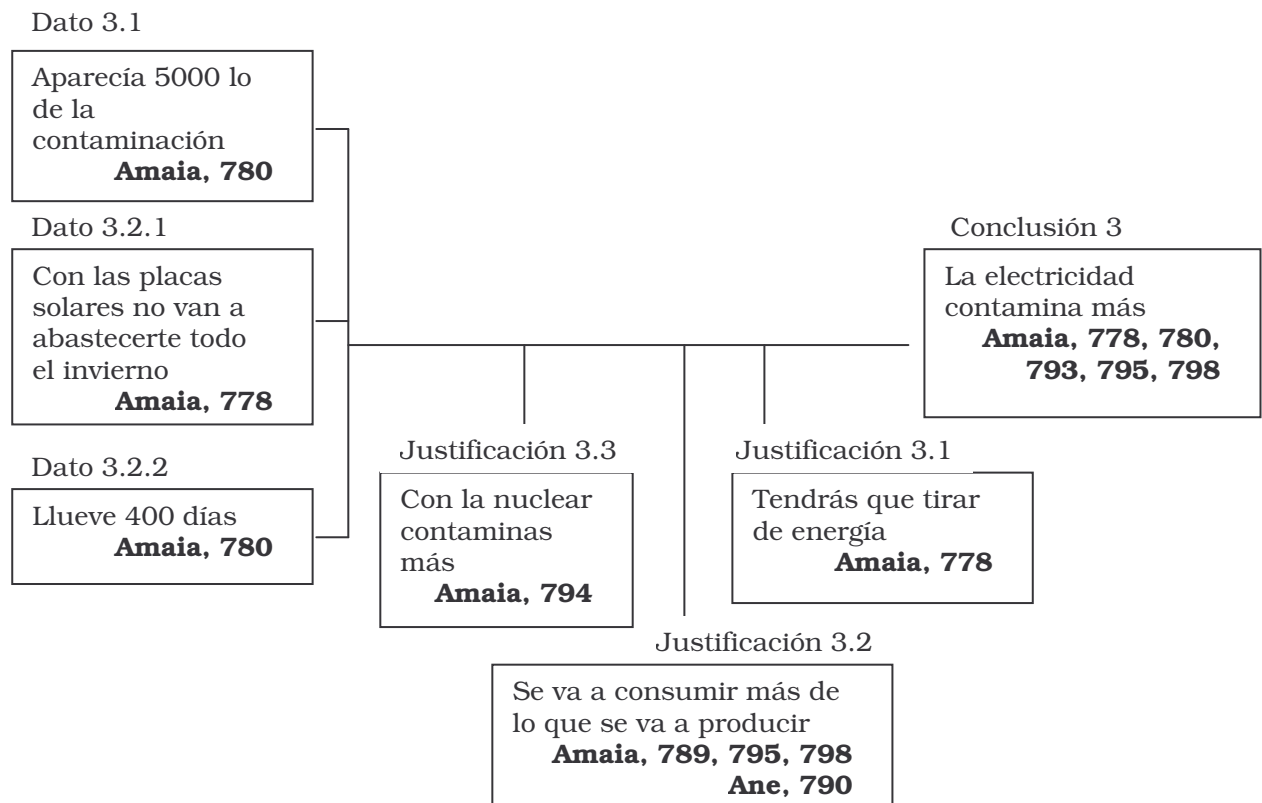 Dato 3.1
Aparecía 5000 lo
de la
contaminación
Amaia, 780
Dato 3.2.1
Con las placas
solares no van a
abastecerte todo
el invierno
Amaia, 778
Dato 3.2.2
Llueve 400 días
Amaia, 780
Conclusión 3
La electricidad
contamina más
Amaia, 778, 780,
793, 795, 798
Justificación 3.3
Con la nuclear
contaminas
más
Amaia, 794
Justificación 3.1
Tendrás que tirar
de energía
Amaia, 778
Justificación 3.2
Se va a consumir más de
lo que se va a producir
Amaia, 789, 795, 798
Ane, 790